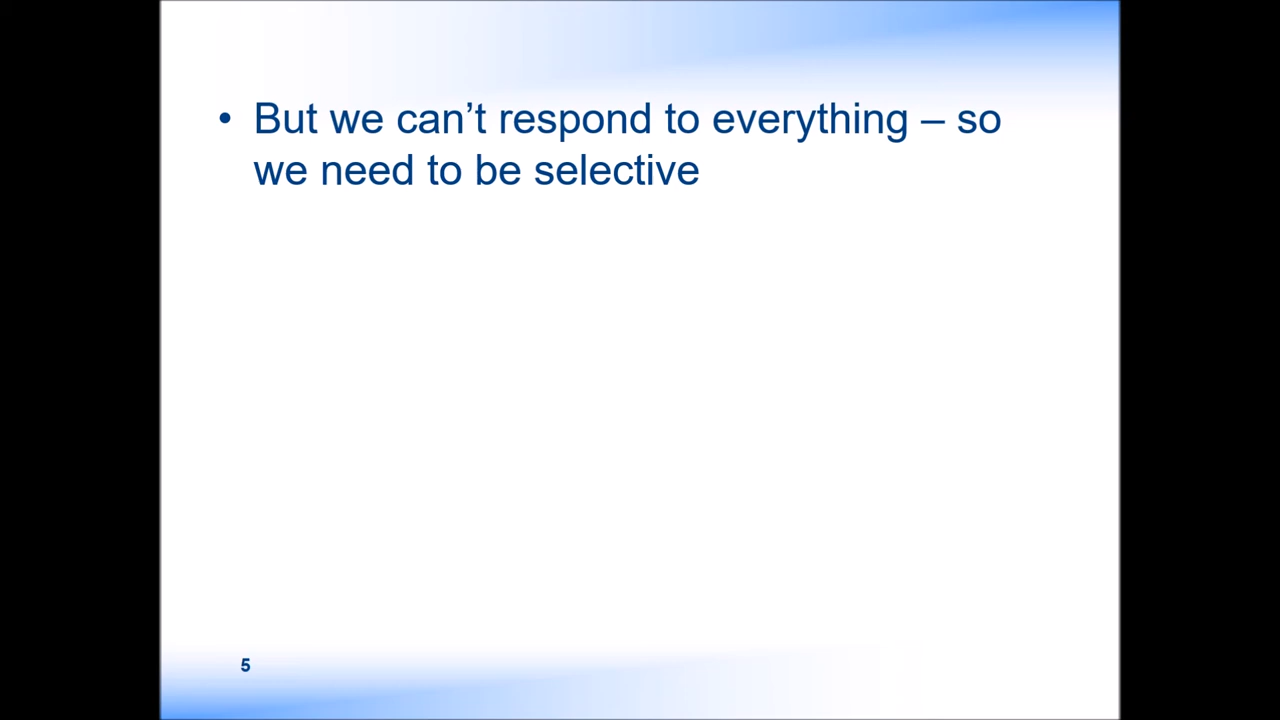 • But we can’t respond to everything – so
we need to be selective
5